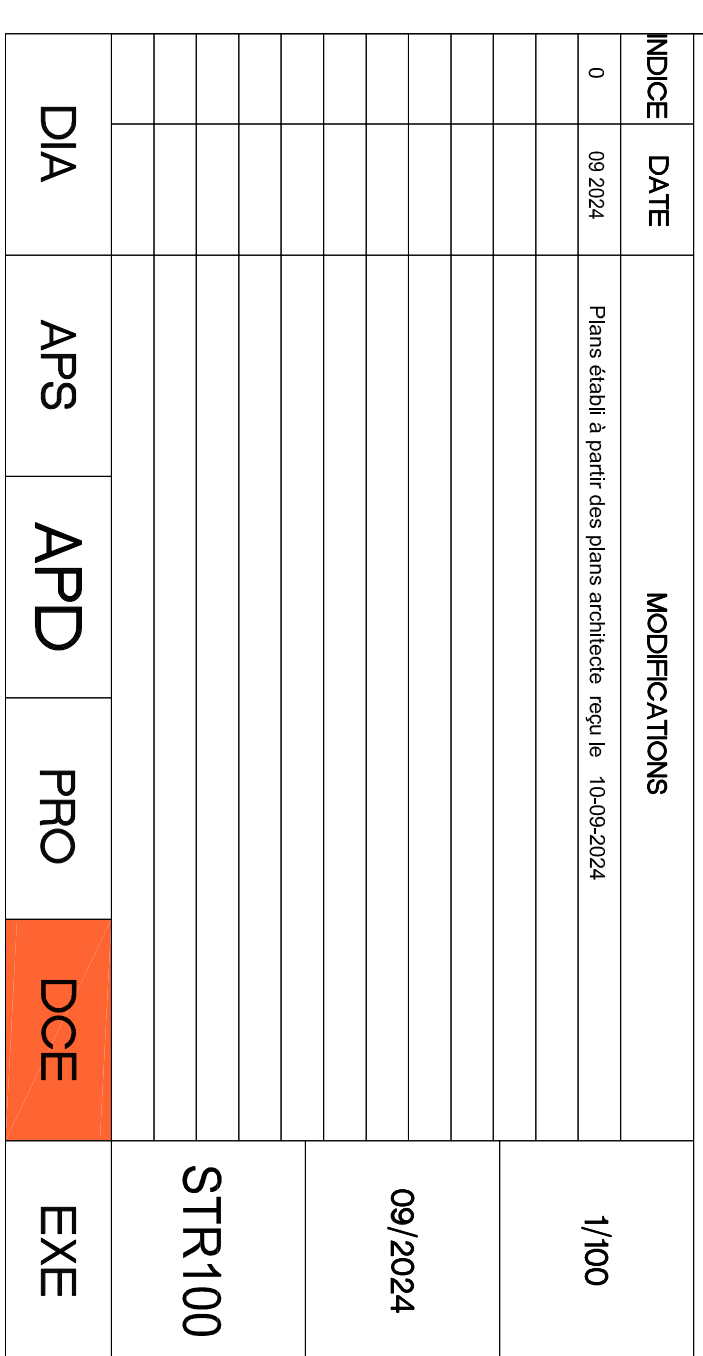 INDICE DATE MODIFICATIONS
0 09 2024 Plans établi à partir des plans architecte reçu le 10-09-2024
1/100
09/2024
STR100
DIA APS APD PRO DCE EXE